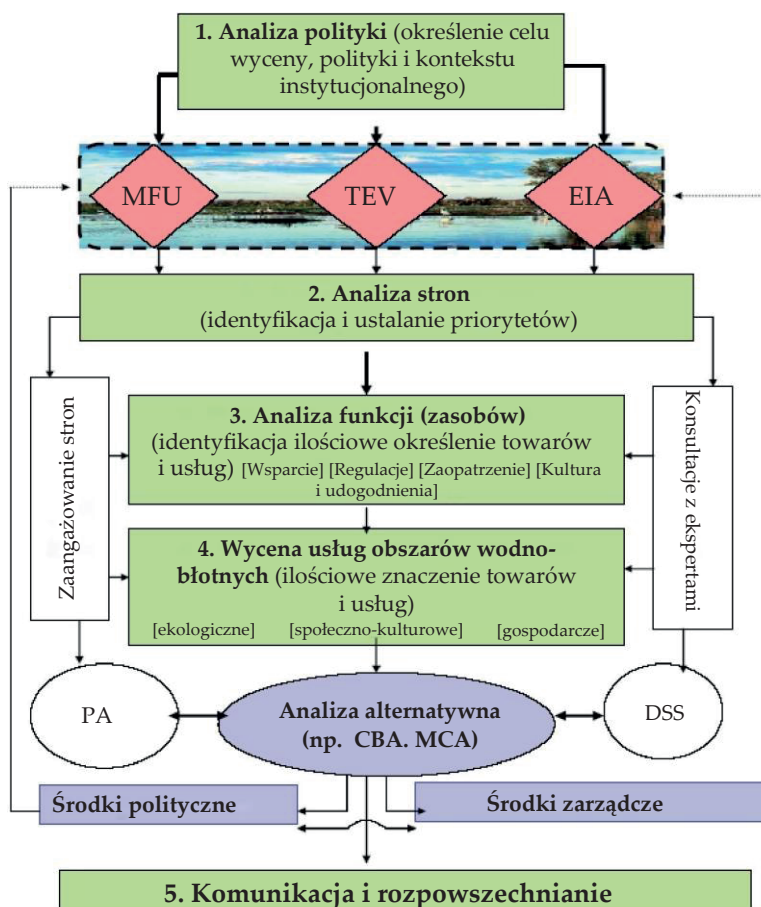 1. Analiza polityki (określenie celu
wyceny, polityki i kontekstu
instytucjonalnego)
MFU
TEV
EIA
2. Analiza stron
(identyfikacja i ustalanie priorytetów)
Zaangażowanie stron
3. Analiza funkcji (zasobów)
(identyfikacja ilościowe określenie towarów
i usług) [Wsparcie] [Regulacje] [Zaopatrzenie] [Kultura
i udogodnienia]
Konsultacje z ekspertami
4. Wycena usług obszarów wodno-
błotnych (ilościowe znaczenie towarów
i usług)
[ekologiczne] [społeczno-kulturowe] [gospodarcze]
PA
Analiza alternatywna
(np. CBA. MCA)
DSS
Środki polityczne
Środki zarządcze
5. Komunikacja i rozpowszechnianie